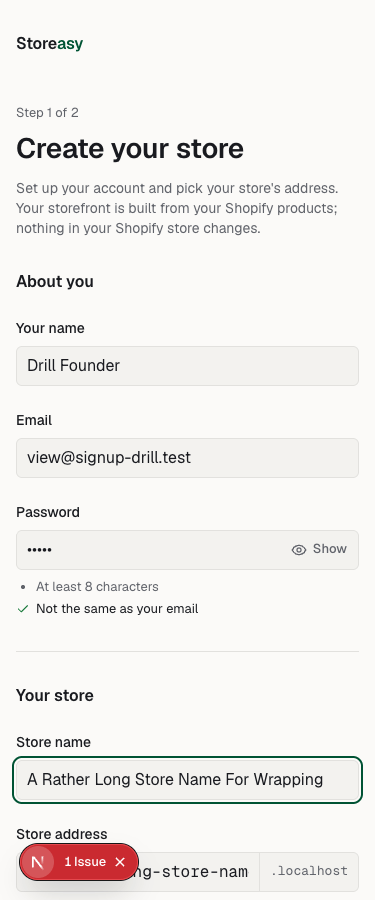 Storeasy
Step 1 of 2
Create your store
Set up your account and pick your store's address.
Your storefront is built from your Shopify products;
nothing in your Shopify store changes.
About you
Your name
Drill Founder
Email
view@signup-drill.test
Password
•••••
Show
• At least 8 characters
✓ Not the same as your email
Your store
Store name
A Rather Long Store Name For Wrapping
Store address
N 1 Issue ×
ng-store-nam .localhost